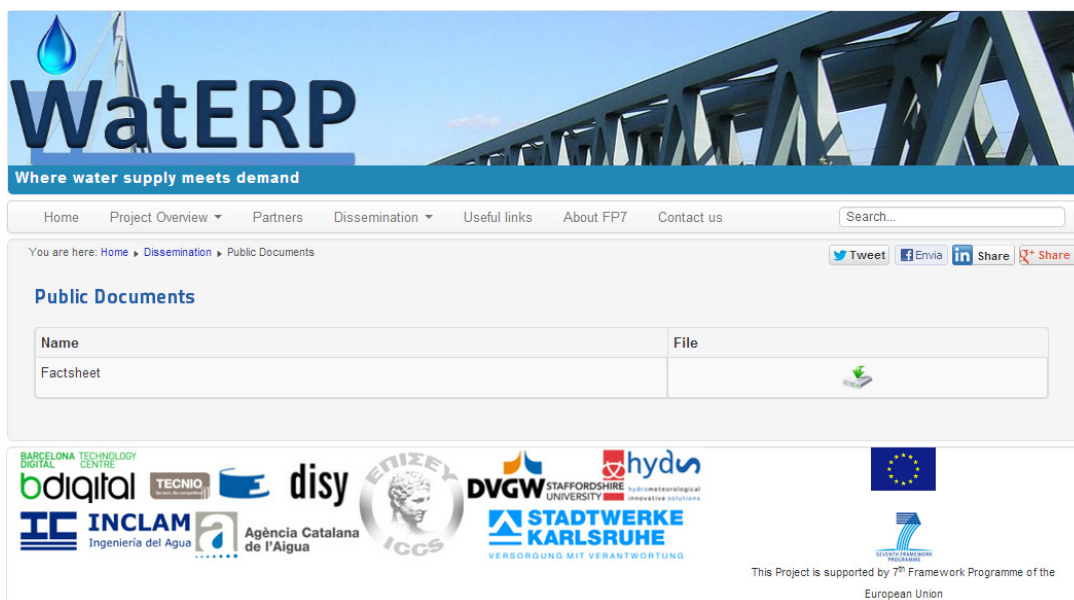 WatERP
Where water supply meets demand
Home Project Overview Partners Dissemination Useful links About FP7 Contact us Search...
You are here: Home Dissemination Public Documents
Tweet Envia in Share g+ Share
Public Documents
Name File
Factsheet
BARCELONA TECHNOLOGY
DIGITAL CENTRE
bdigital
TECNIO
disy
ΕΠΙΣΕΥ
ICCS
DVGW
STAFFORDSHIRE
UNIVERSITY
hyds
hydrometeorological
innovative solutions
INCLAM
Ingeniería del Agua
Agència Catalana
de l'Aigua
STADTWERKE
KARLSRUHE
VERSORGUNG MIT VERANTWORTUNG
7
SEVENTH FRAMEWORK
PROGRAMME
This Project is supported by 7th Framework Programme of the
European Union